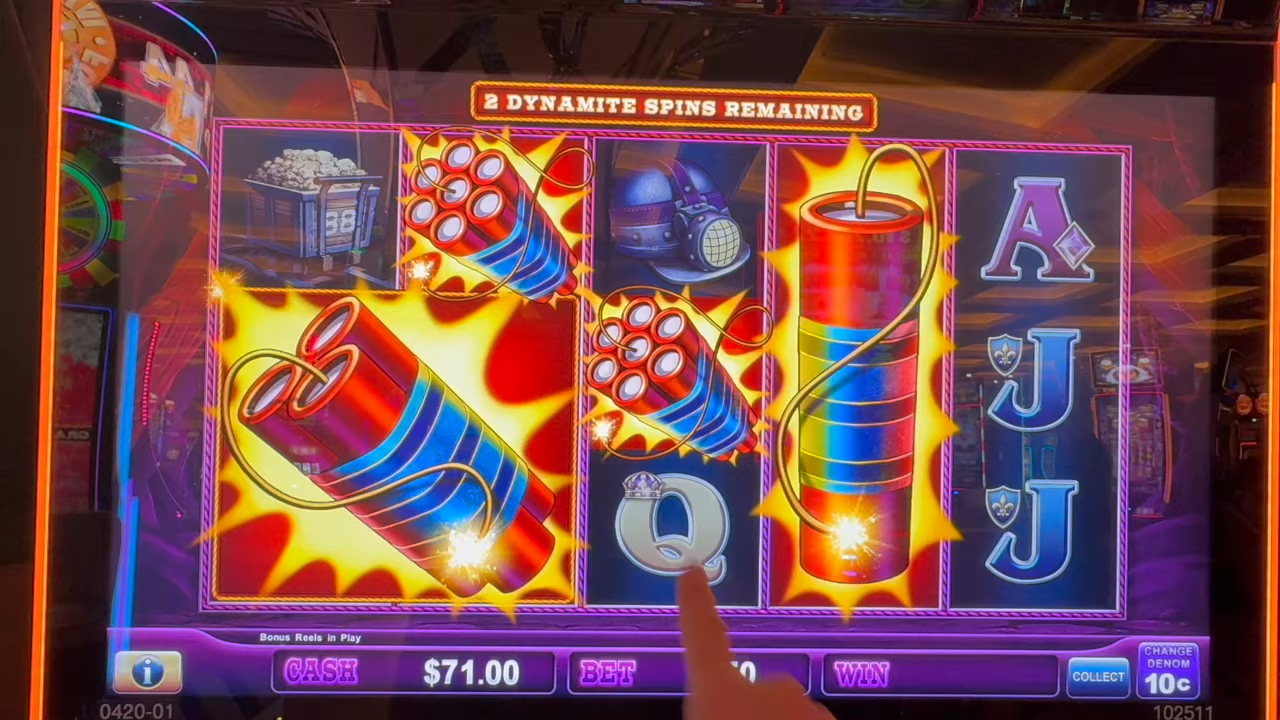 2 DYNAMITE SPINS REMAINING
88
A
J
Q
J
Bonus Reels in Play
CASH $71.00 BET WIN
COLLECT
CHANGE
DENOM
10¢
0420-01
102511